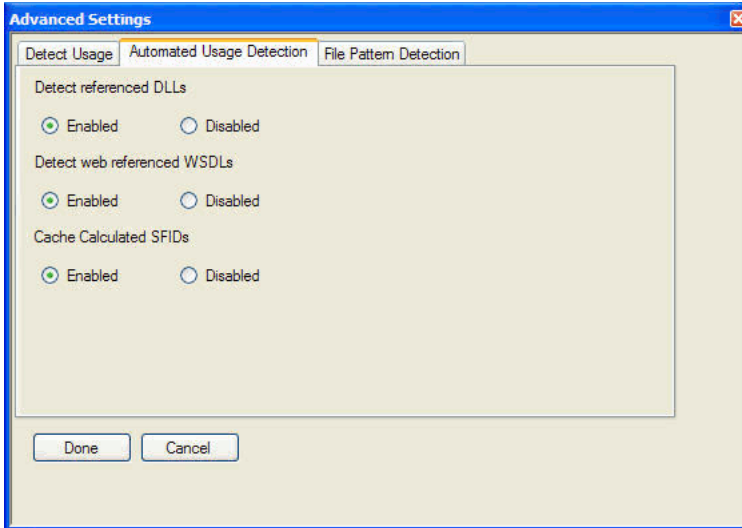 Advanced Settings
Detect Usage Automated Usage Detection File Pattern Detection
Detect referenced DLLs
Enabled Disabled
Detect web referenced WSDLs
Enabled Disabled
Cache Calculated SFIDs
Enabled Disabled
Done Cancel